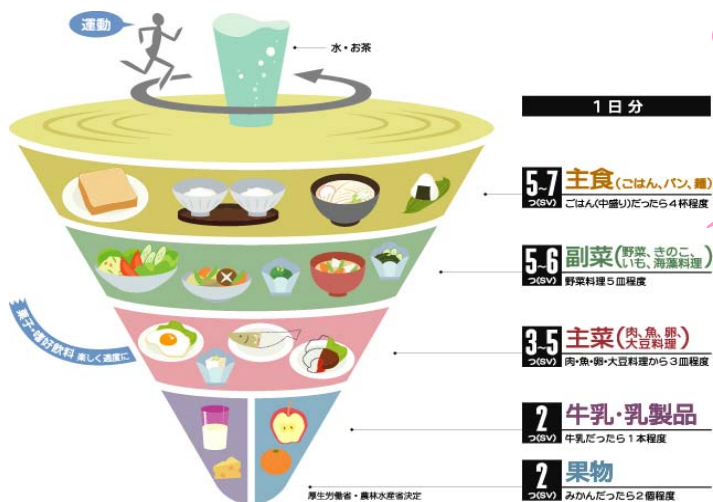 運動
水・お茶
1日分
5~7
つ(SV)
主食(ごはん、パン、麺)
ごはん(中盛り)だったら4杯程度
5~6
つ(SV)
副菜(野菜、きのこ、
いも、海藻料理)
野菜料理5皿程度
菓子・嗜好飲料 楽しく適度に
3~5
つ(SV)
主菜(肉、魚、卵、
大豆料理)
肉・魚・卵・大豆料理から3皿程度
2
つ(SV)
牛乳・乳製品
牛乳だったら1本程度
2
つ(SV)
果物
みかんだったら2個程度
厚生労働省・農林水産省決定